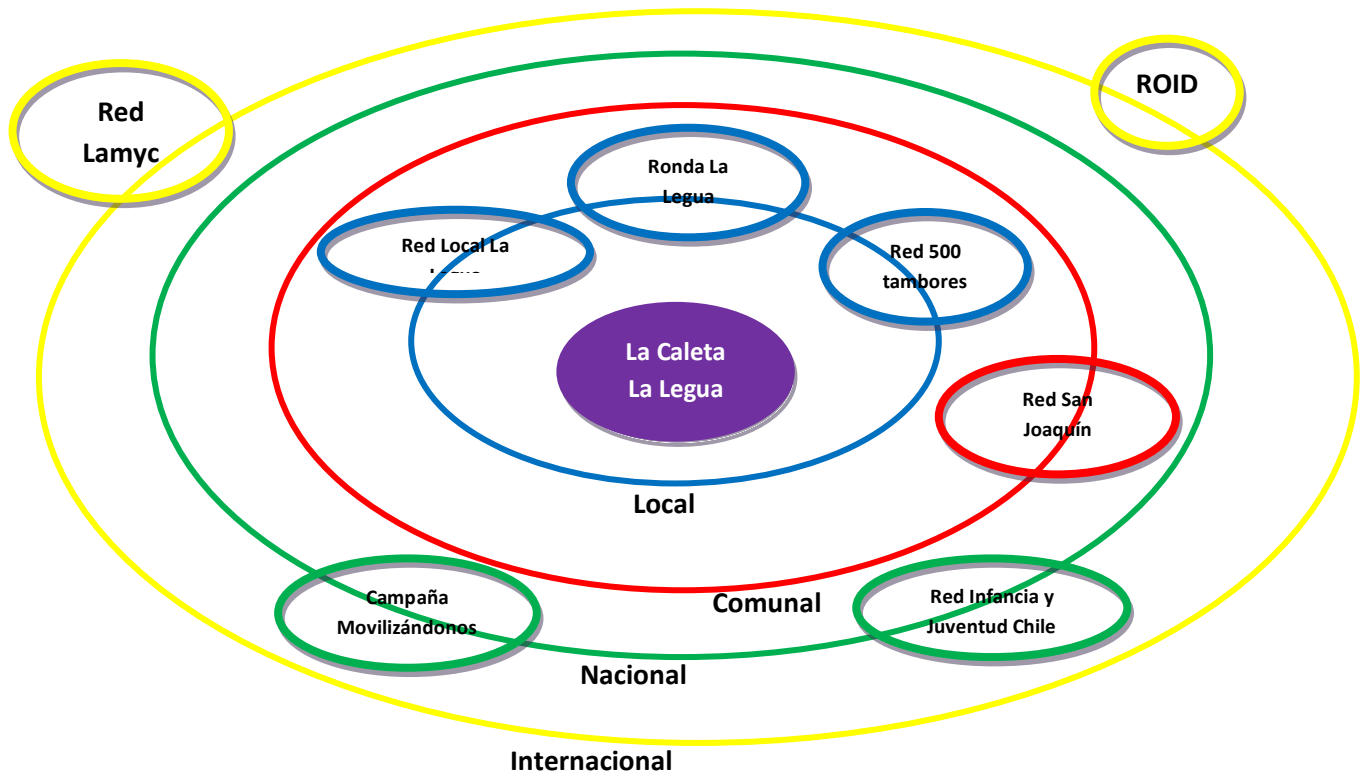 Red
Lamyc
ROID
Ronda La
Legua
Red Local La
Red 500
tambores
La Caleta
La Legua
Red San
Joaquín
Local
Campaña
Movilizándonos
Comunal
Red Infancia y
Juventud Chile
Nacional
Internacional